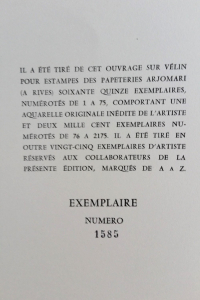 IL A ÉTÉ TIRÉ DE CET OUVRAGE SUR VÉLIN
POUR ESTAMPES DES PAPETERIES ARJOMARI
(A RIVES) SOIXANTE QUINZE EXEMPLAIRES,
NUMÉROTÉS DE 1 A 75, COMPORTANT UNE
AQUARELLE ORIGINALE INÉDITE DE L'ARTISTE
ET DEUX MILLE CENT EXEMPLAIRES NU-
MÉROTÉS DE 76 A 2175. IL A ÉTÉ TIRÉ EN
OUTRE VINGT-CINQ EXEMPLAIRES D'ARTISTE
RÉSERVÉS AUX COLLABORATEURS DE LA
PRÉSENTE ÉDITION, MARQUÉS DE A A Z.
EXEMPLAIRE
NUMERO
1585